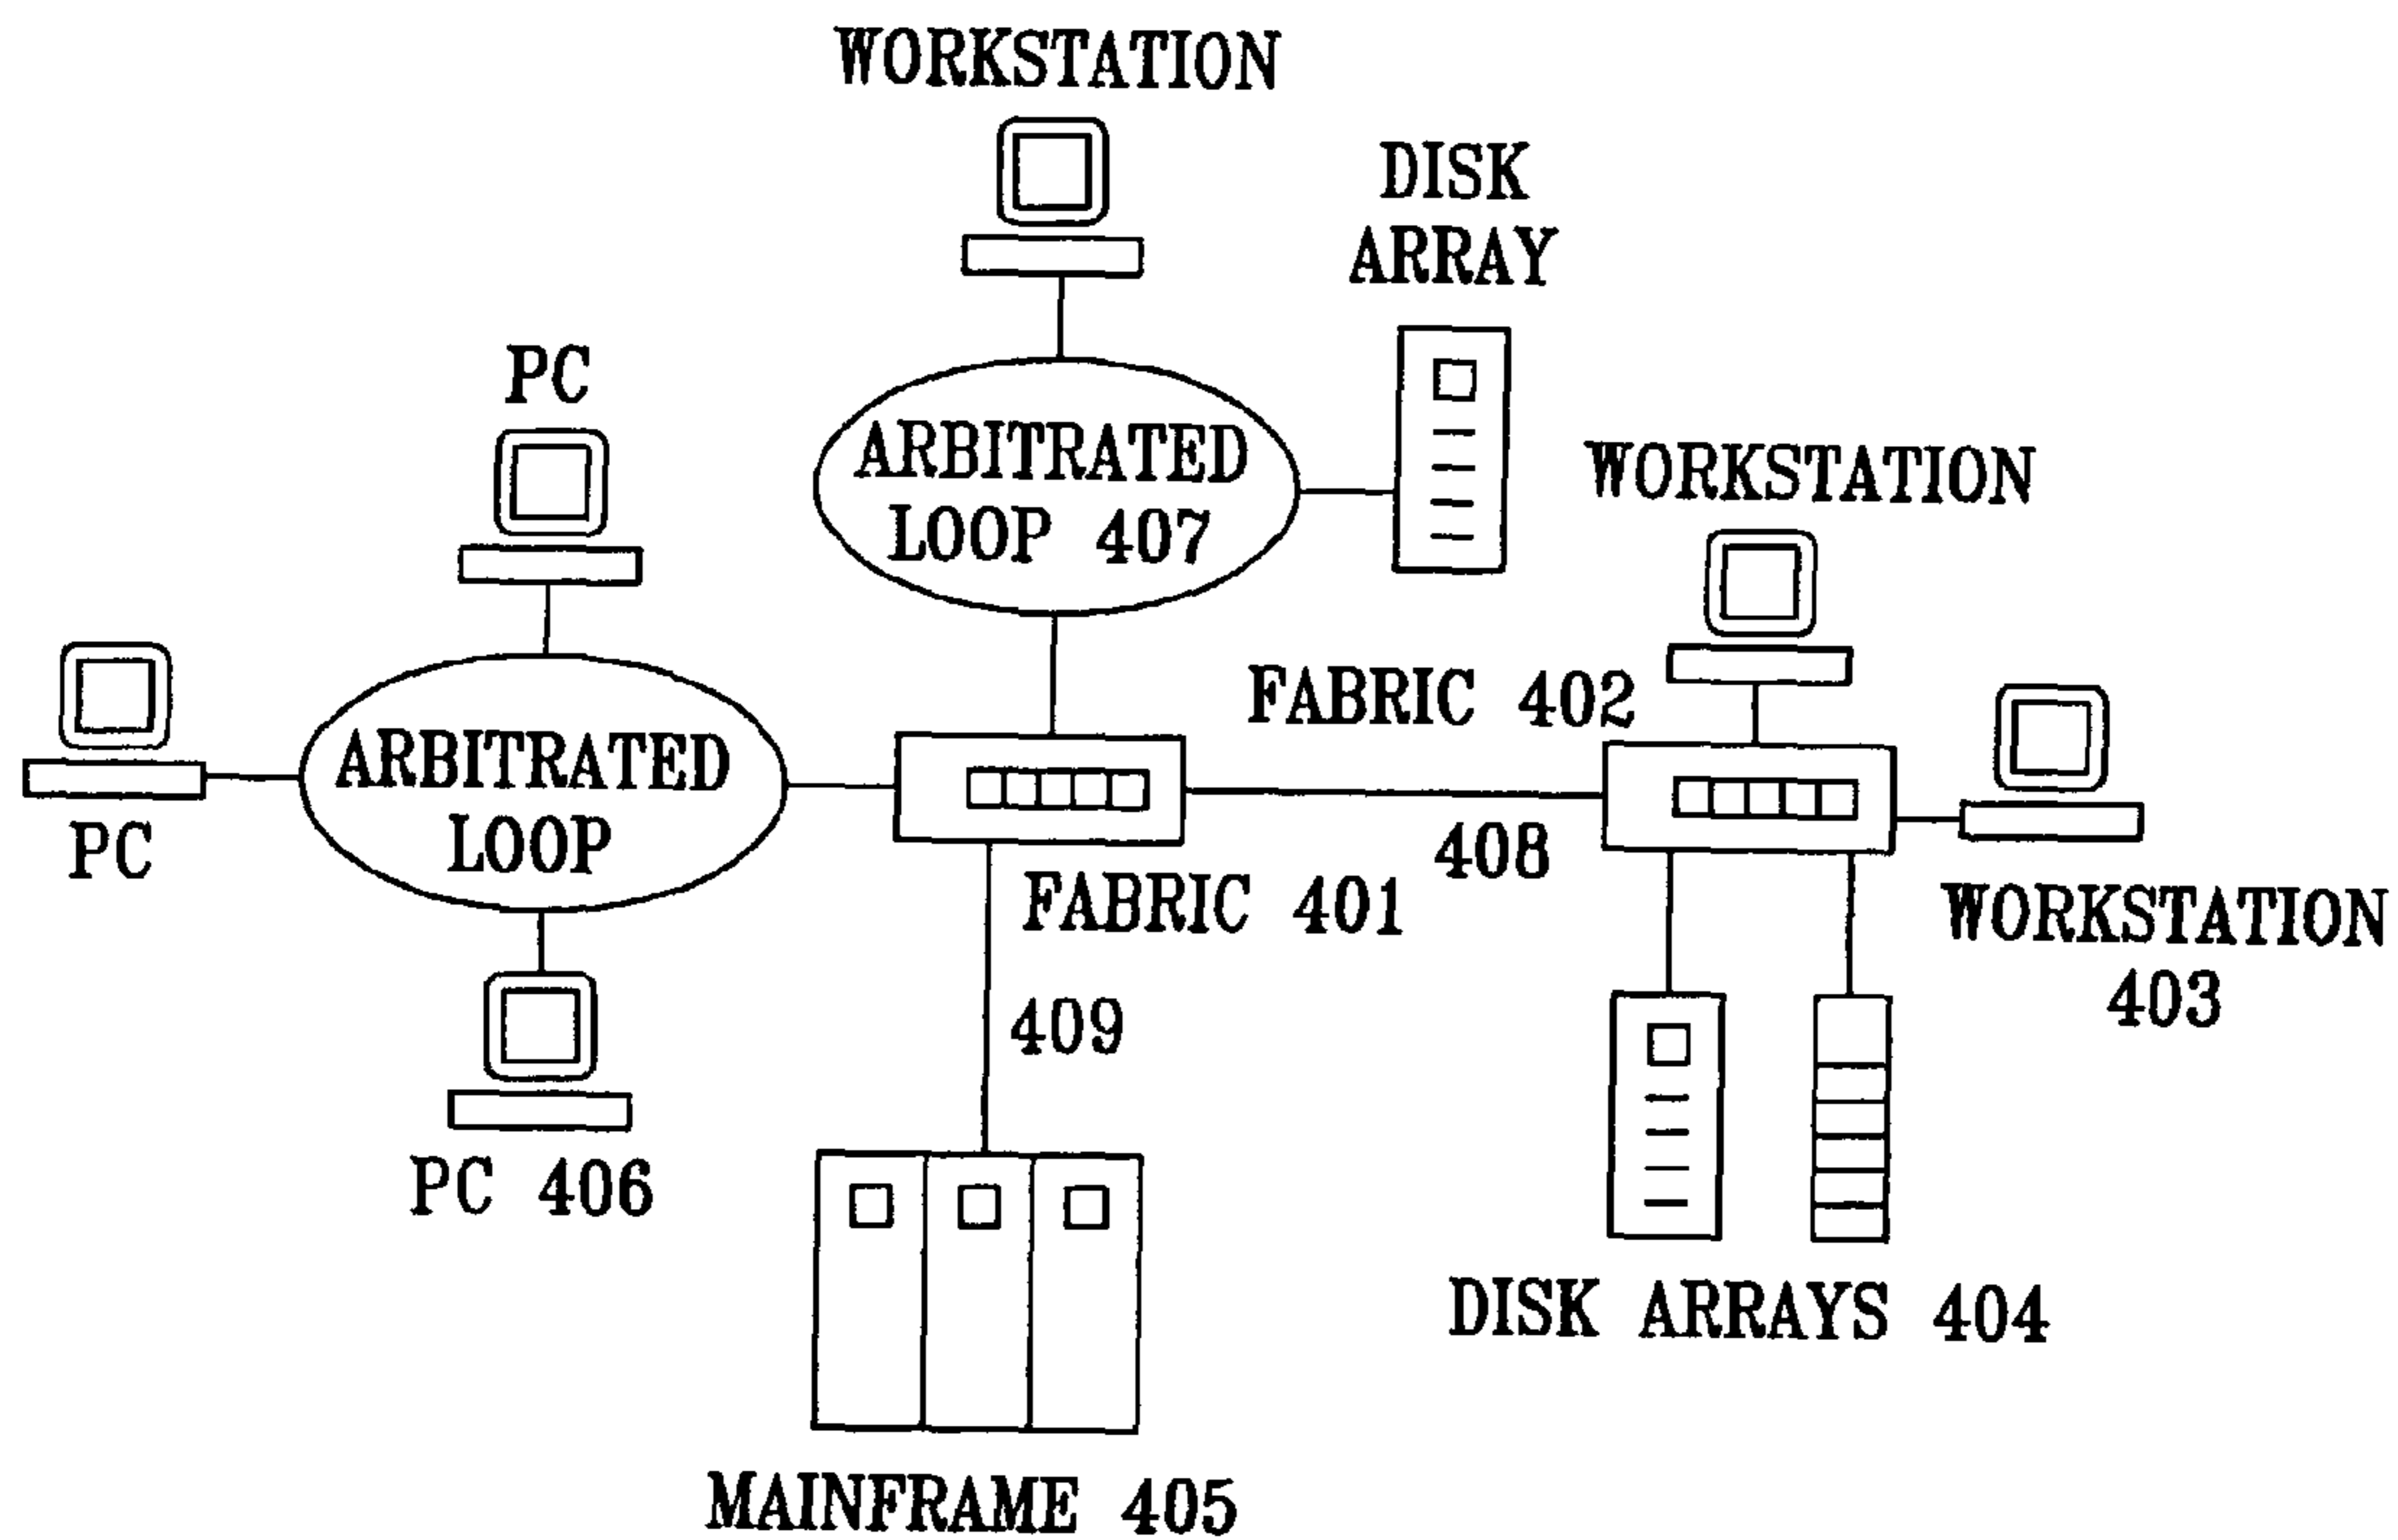 WORKSTATION
DISK
ARRAY
PC
ARBITRATED
LOOP 407
WORKSTATION
FABRIC 402
ARBITRATED
LOOP
PC
408
FABRIC 401
WORKSTATION
403
409
PC 406
DISK ARRAYS 404
MAINFRAME 405